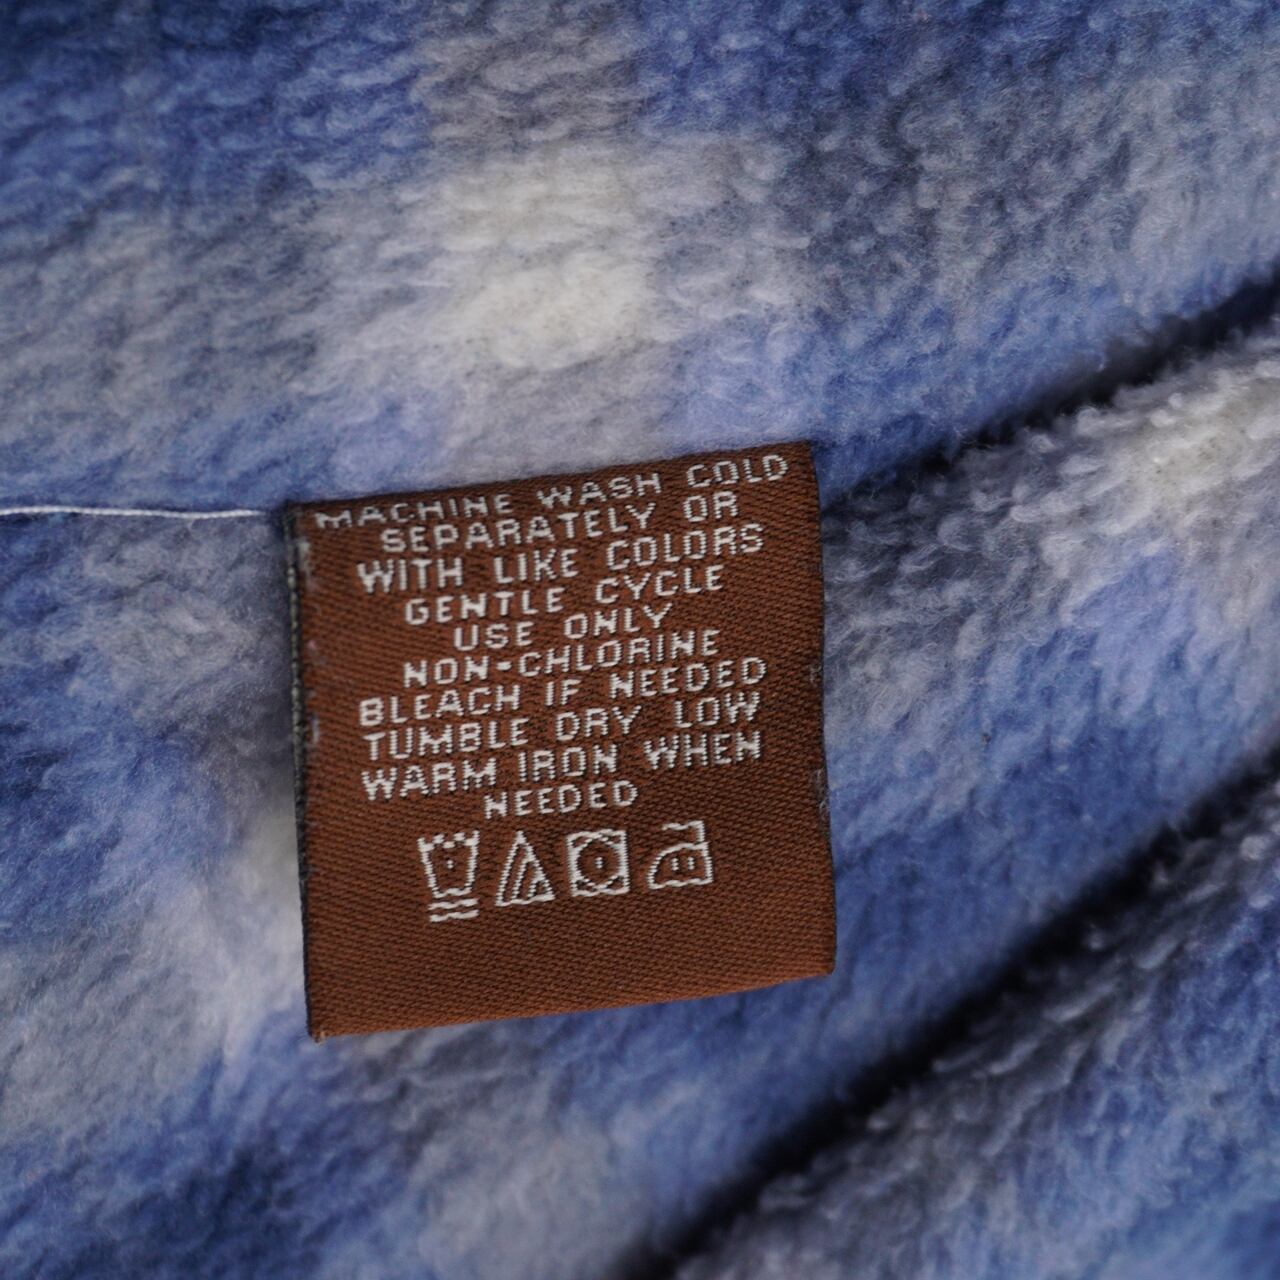 MACHINE WASH COLD
SEPARATELY OR
WITH LIKE COLORS
GENTLE CYCLE
USE ONLY
NON-CHLORINE
BLEACH IF NEEDED
TUMBLE DRY LOW
WARM IRON WHEN
NEEDED